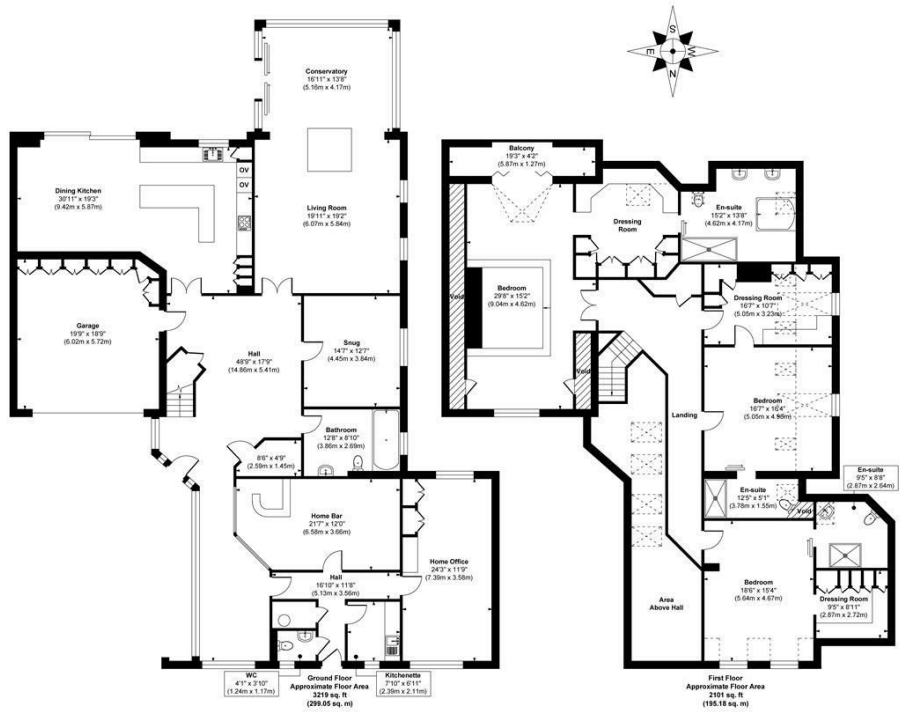 Conservatory
16'11" x 13'8"
(5.16m x 4.17m)
OV
OV
Dining Kitchen
30'11" x 19'3"
(9.42m x 5.87m)
Living Room
19'11" x 19'2"
(6.07m x 5.84m)
Garage
19'9" x 18'9"
(6.02m x 5.72m)
Hall
48'9" x 17'9"
(14.86m x 5.41m)
Snug
14'7" x 12'7"
(4.45m x 3.84m)
Bathroom
12'8" x 8'10"
(3.86m x 2.69m)
8'6" x 4'9"
(2.59m x 1.45m)
Home Bar
21'7" x 12'0"
(6.58m x 3.66m)
Home Office
24'3" x 11'9"
(7.39m x 3.58m)
Hall
16'10" x 11'8"
(5.13m x 3.56m)
WC
4'1" x 3'10"
(1.24m x 1.17m)
Kitchenette
7'10" x 6'11"
(2.39m x 2.11m)
Ground Floor
Approximate Floor Area
3219 sq. ft
(299.05 sq. m)
S
E
W
N
Balcony
19'3" x 4'2"
(5.87m x 1.27m)
Dressing
Room
En-suite
15'2" x 13'8"
(4.62m x 4.17m)
Void
Bedroom
29'8" x 15'2"
(9.04m x 4.62m)
Void
Dressing Room
16'7" x 10'7"
(5.05m x 3.23m)
Landing
Bedroom
16'7" x 16'4"
(5.05m x 4.98m)
En-suite
9'5" x 8'8"
(2.87m x 2.64m)
En-suite
12'5" x 5'1"
(3.78m x 1.55m)
Void
Bedroom
18'6" x 15'4"
(5.64m x 4.67m)
Dressing Room
9'5" x 8'11"
(2.87m x 2.72m)
Area
Above Hall
First Floor
Approximate Floor Area
2101 sq. ft
(195.18 sq. m)